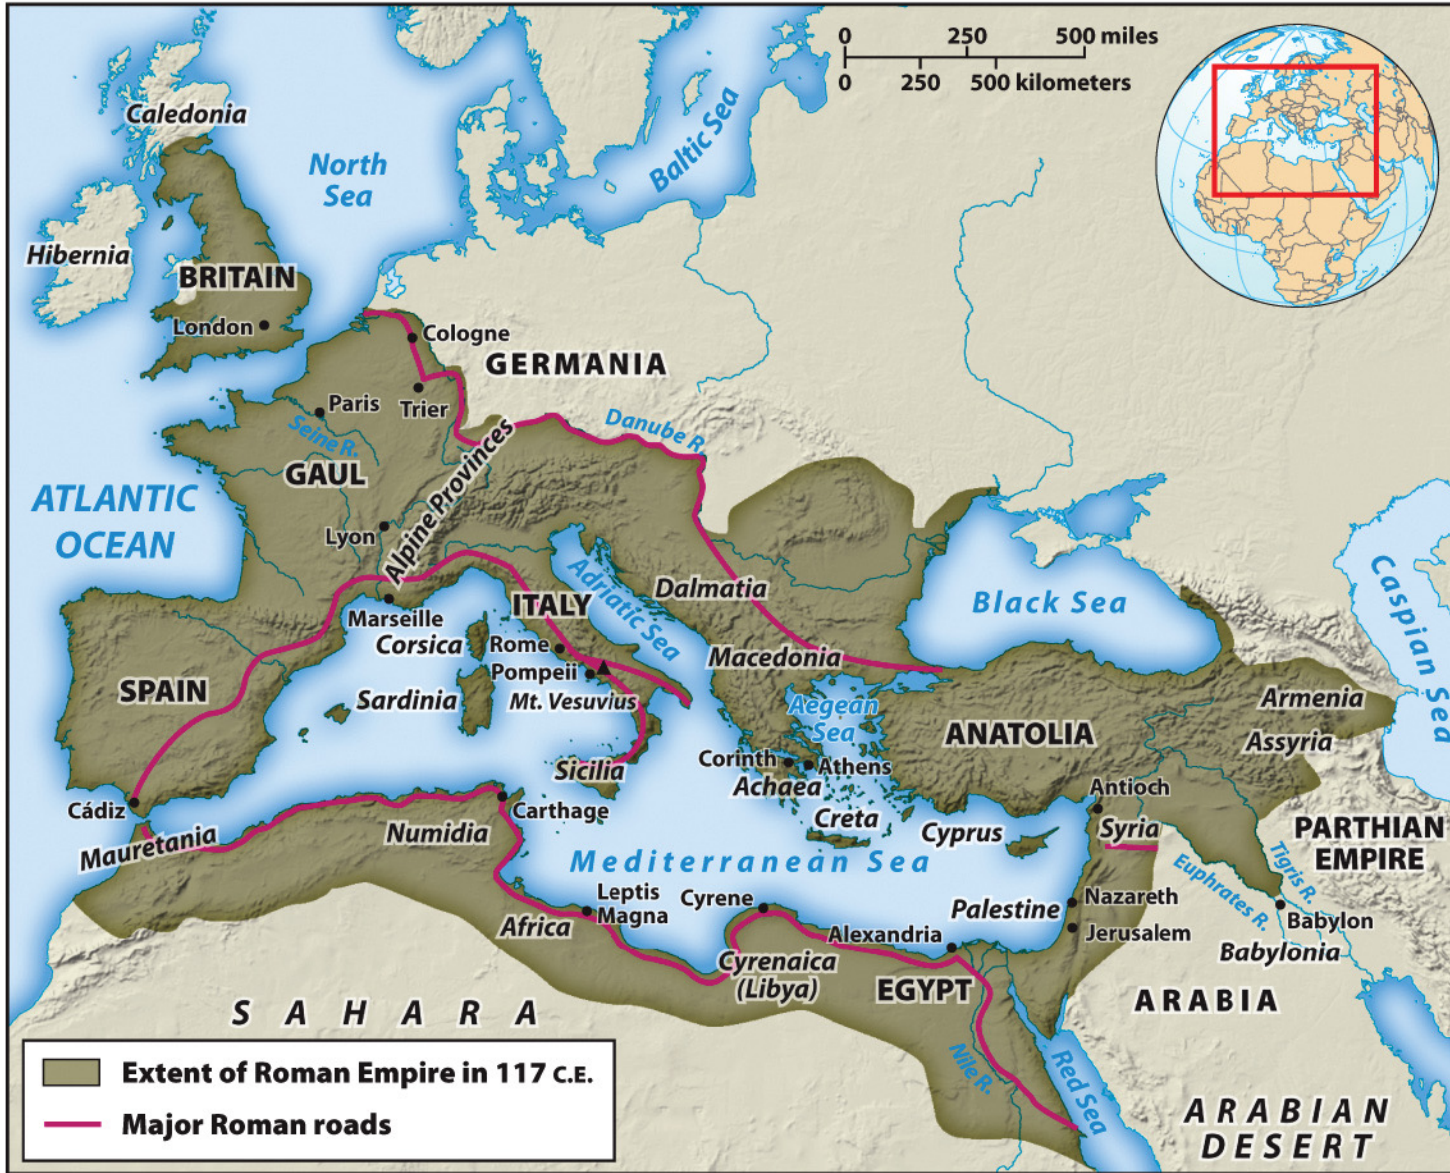 0 250 500 miles
0 250 500 kilometers
Caledonia
North
Sea
Baltic Sea
Hibernia
BRITAIN
London
Cologne
GERMANIA
Paris
Trier
Seine R.
Danube R.
GAUL
ATLANTIC
OCEAN
Lyon
Alpine Provinces
Adriatic Sea
Dalmatia
Black Sea
Caspian Sea
Marseille
ITALY
Corsica
Rome
Macedonia
Pompeii
SPAIN
Sardinia
Mt. Vesuvius
Aegean
Sea
ANATOLIA
Armenia
Assyria
Corinth
Athens
Achaea
Sicilia
Antioch
Cádiz
Carthage
Creta
Cyprus
Syria
PARTHIAN
EMPIRE
Mauretania
Numidia
Mediterranean Sea
Tigris R.
Euphrates R.
Leptis
Magna
Cyrene
Palestine
Nazareth
Babylon
Africa
Alexandria
Jerusalem
Babylonia
Cyrenaica
(Libya)
EGYPT
ARABIA
SAHARA
Nile R.
Red Sea
ARABIAN
DESERT
Extent of Roman Empire in 117 C.E.
Major Roman roads